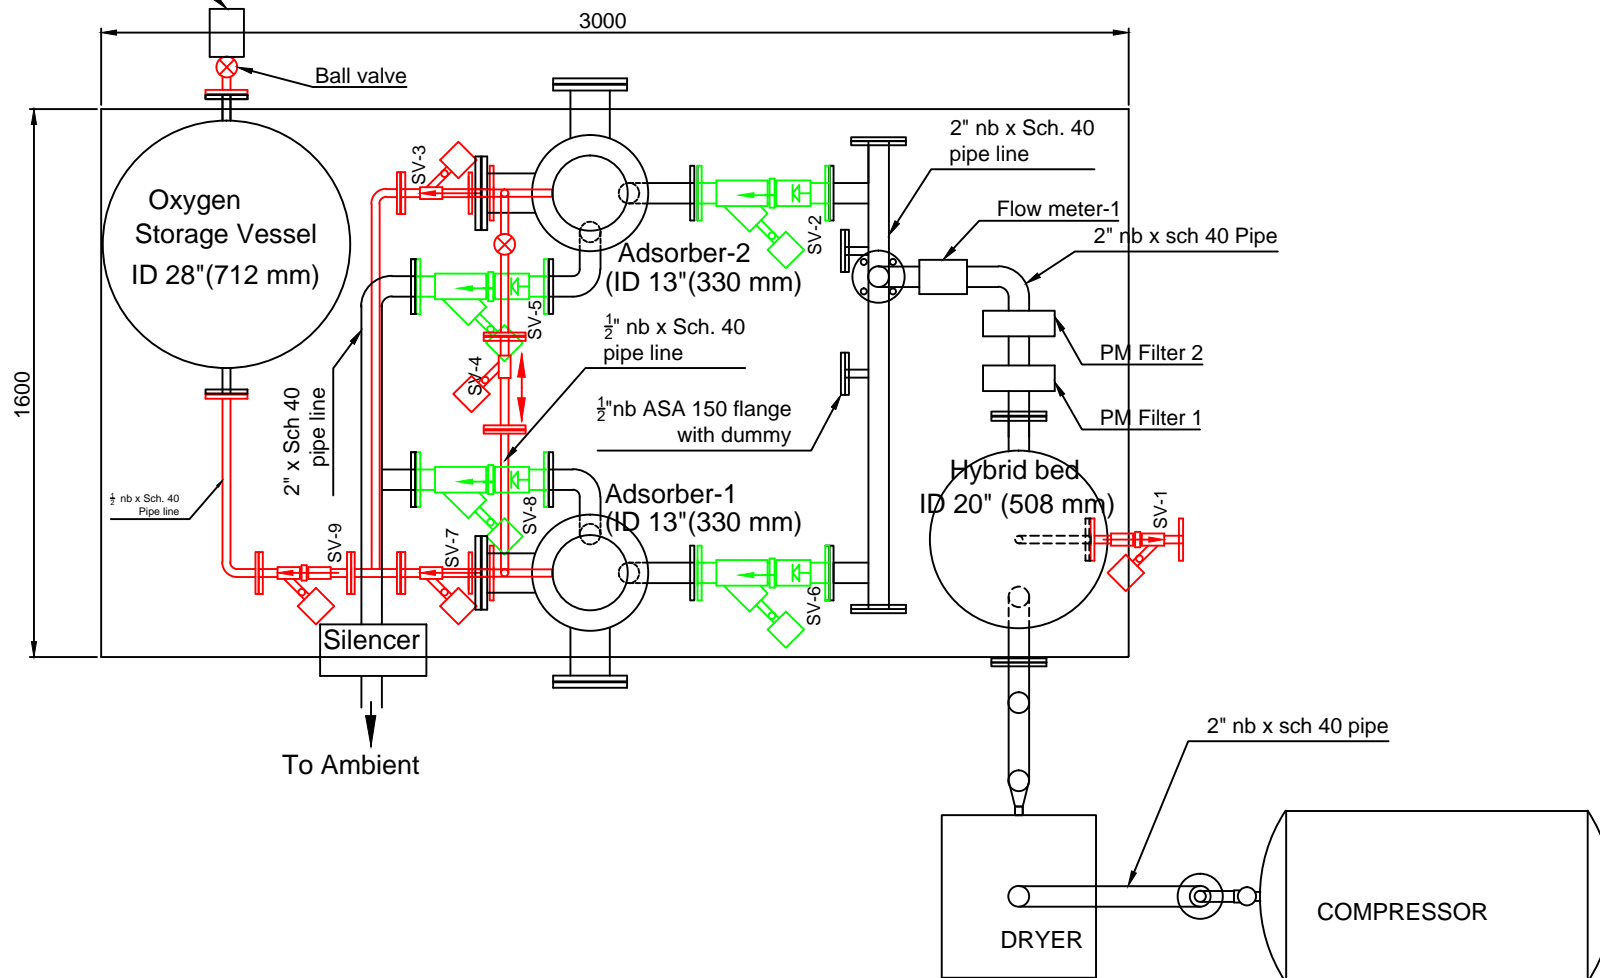 3000
Ball valve
2" nb x Sch. 40
pipe line
SV-3
Oxygen
Storage Vessel
ID 28"(712 mm)
Flow meter-1
SV-2
2" nb x sch 40 Pipe
Adsorber-2
(ID 13"(330 mm)
SV-5
½" nb x Sch. 40
pipe line
PM Filter 2
SV-4
1600
½"nb ASA 150 flange
with dummy
PM Filter 1
2" x Sch 40
pipe line
Hybrid bed
ID 20" (508 mm)
½ nb x Sch. 40
Pipe line
Adsorber-1
(ID 13"(330 mm)
SV-8
SV-1
SV-9
SV-7
SV-6
Silencer
To Ambient
2" nb x sch 40 pipe
COMPRESSOR
DRYER